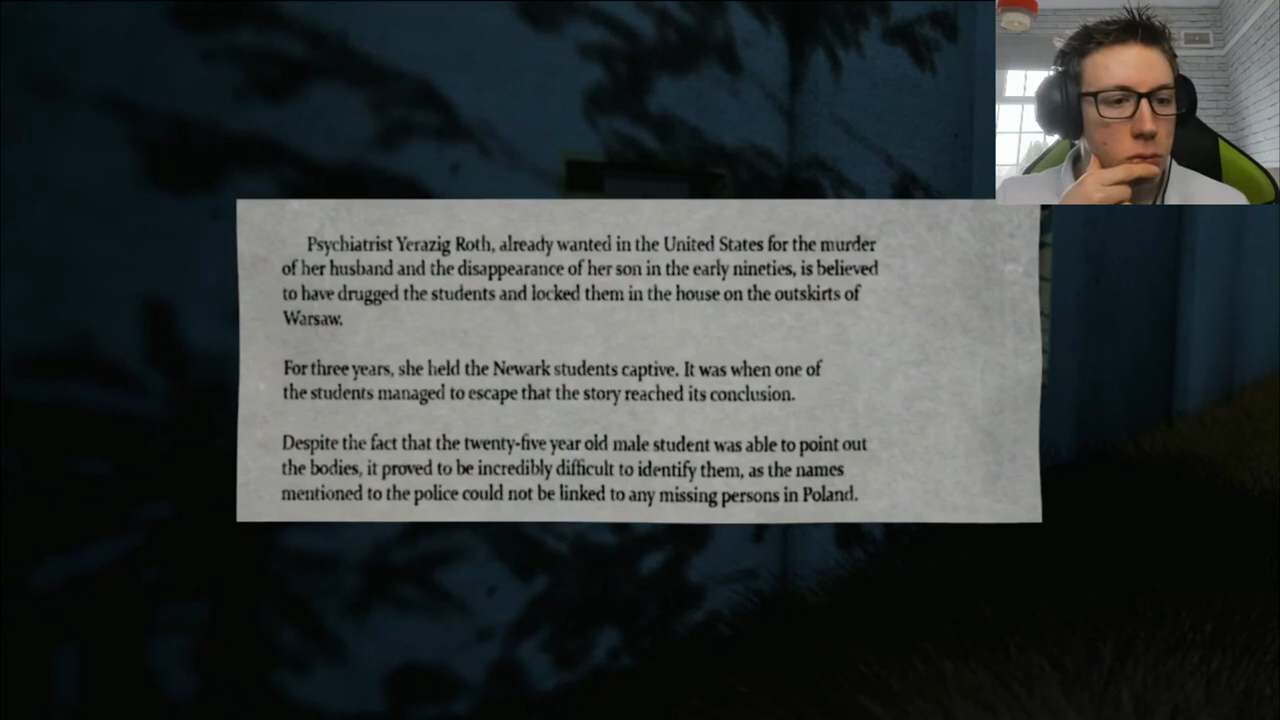 Psychiatrist Yerazig Roth, already wanted in the United States for the murder
of her husband and the disappearance of her son in the early nineties, is believed
to have drugged the students and locked them in the house on the outskirts of
Warsaw.
For three years, she held the Newark students captive. It was when one of
the students managed to escape that the story reached its conclusion.
Despite the fact that the twenty-five year old male student was able to point out
the bodies, it proved to be incredibly difficult to identify them, as the names
mentioned to the police could not be linked to any missing persons in Poland.